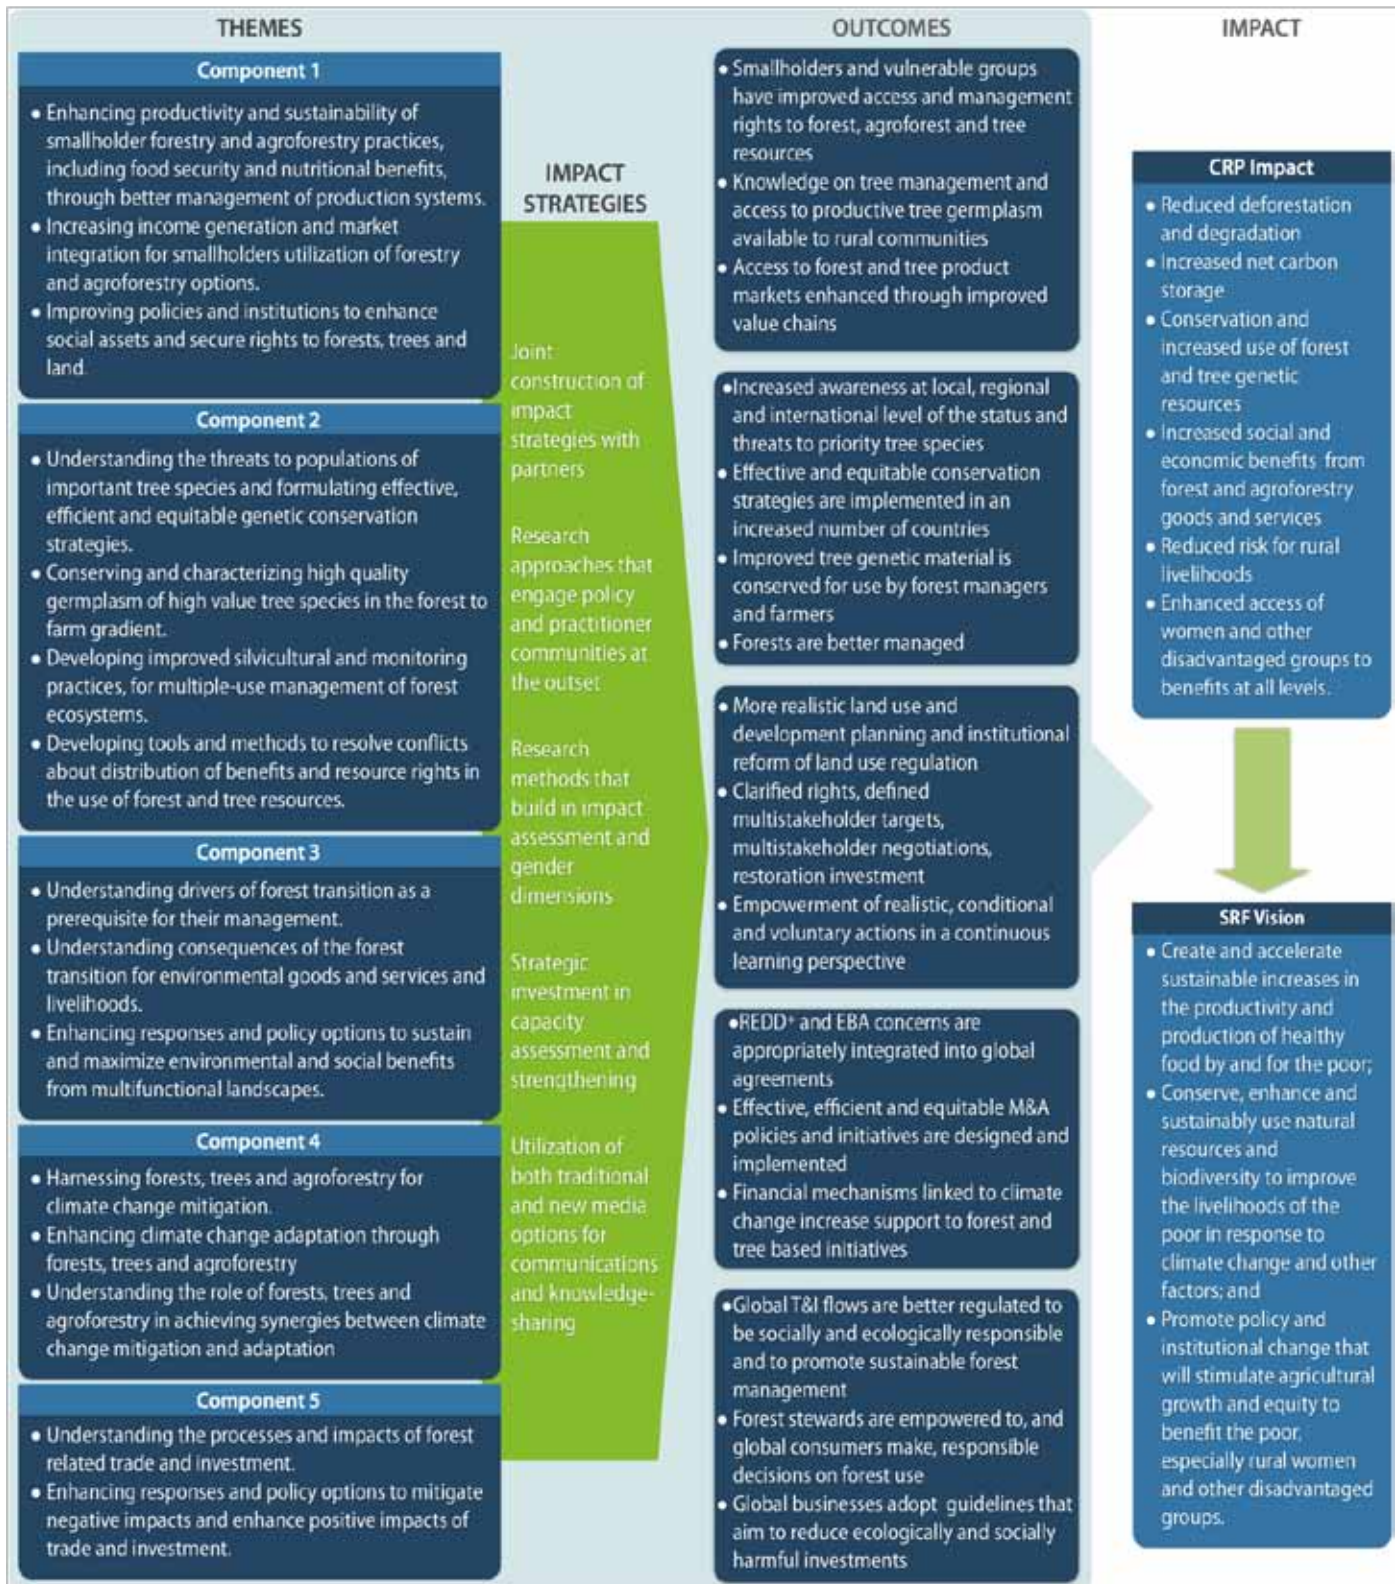 THEMES
Component 1
● Enhancing productivity and sustainability of
smallholder forestry and agroforestry practices,
including food security and nutritional benefits,
through better management of production systems.
● Increasing income generation and market
integration for smallholders utilization of forestry
and agroforestry options.
● Improving policies and institutions to enhance
social assets and secure rights to forests, trees and
land.
Component 2
● Understanding the threats to populations of
important tree species and formulating effective,
efficient and equitable genetic conservation
strategies.
● Conserving and characterizing high quality
germplasm of high value tree species in the forest to
farm gradient.
● Developing improved silvicultural and monitoring
practices, for multiple-use management of forest
ecosystems.
● Developing tools and methods to resolve conflicts
about distribution of benefits and resource rights in
the use of forest and tree resources.
Component 3
● Understanding drivers of forest transition as a
prerequisite for their management.
● Understanding consequences of the forest
transition for environmental goods and services and
livelihoods.
● Enhancing responses and policy options to sustain
and maximize environmental and social benefits
from multifunctional landscapes.
Component 4
● Harnessing forests, trees and agroforestry for
climate change mitigation.
● Enhancing climate change adaptation through
forests, trees and agroforestry
● Understanding the role of forests, trees and
agroforestry in achieving synergies between climate
change mitigation and adaptation
Component 5
● Understanding the processes and impacts of forest
related trade and investment.
● Enhancing responses and policy options to mitigate
negative impacts and enhance positive impacts of
trade and investment.
IMPACT
STRATEGIES
Joint
construction of
impact
strategies with
partners
Research
approaches that
engage policy
and practitioner
communities at
the outset
Research
methods that
build in impact
assessment and
gender
dimensions
Strategic
investment in
capacity
assessment and
strengthening
Utilization of
both traditional
and new media
options for
communications
and knowledge-
sharing
OUTCOMES
● Smallholders and vulnerable groups
have improved access and management
rights to forest, agroforest and tree
resources
● Knowledge on tree management and
access to productive tree germplasm
available to rural communities
● Access to forest and tree product
markets enhanced through improved
value chains
●Increased awareness at local, regional
and international level of the status and
threats to priority tree species
● Effective and equitable conservation
strategies are implemented in an
increased number of countries
● Improved tree genetic material is
conserved for use by forest managers
and farmers
● Forests are better managed
● More realistic land use and
development planning and institutional
reform of land use regulation
● Clarified rights, defined
multistakeholder targets,
multistakeholder negotiations,
restoration investment
● Empowerment of realistic, conditional
and voluntary actions in a continuous
learning perspective
●REDD⁺ and EBA concerns are
appropriately integrated into global
agreements
● Effective, efficient and equitable M&A
policies and initiatives are designed and
implemented
● Financial mechanisms linked to climate
change increase support to forest and
tree based initiatives
●Global T&I flows are better regulated to
be socially and ecologically responsible
and to promote sustainable forest
management
● Forest stewards are empowered to, and
global consumers make, responsible
decisions on forest use
● Global businesses adopt guidelines that
aim to reduce ecologically and socially
harmful investments
IMPACT
CRP Impact
● Reduced deforestation
and degradation
● Increased net carbon
storage
● Conservation and
increased use of forest
and tree genetic
resources
● Increased social and
economic benefits from
forest and agroforestry
goods and services
● Reduced risk for rural
livelihoods
● Enhanced access of
women and other
disadvantaged groups to
benefits at all levels.
SRF Vision
● Create and accelerate
sustainable increases in
the productivity and
production of healthy
food by and for the poor;
● Conserve, enhance and
sustainably use natural
resources and
biodiversity to improve
the livelihoods of the
poor in response to
climate change and other
factors; and
● Promote policy and
institutional change that
will stimulate agricultural
growth and equity to
benefit the poor,
especially rural women
and other disadvantaged
groups.